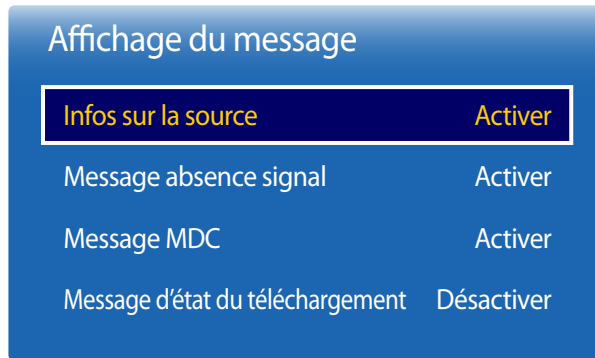 Affichage du message
Infos sur la source Activer
Message absence signal Activer
Message MDC Activer
Message d'état du téléchargement Désactiver